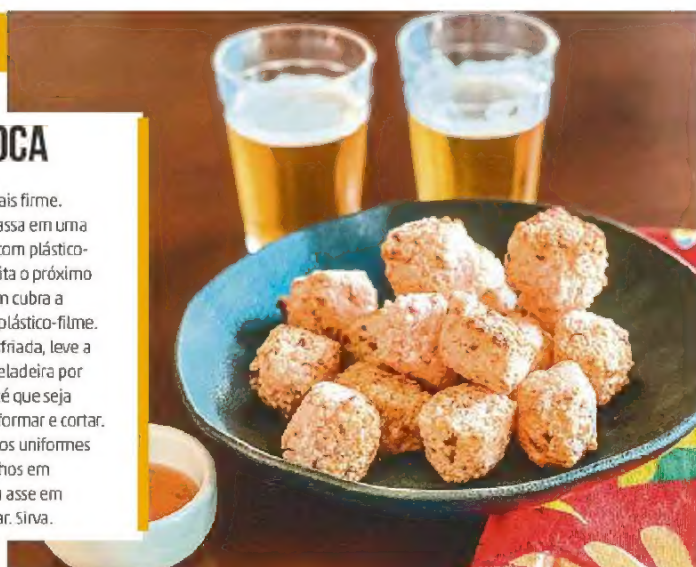 OCA
ais firme.
assa em uma
com plástico-
ita o próximo
m cubra a
plástico-filme.
friada, leve a
eladeira por
té que seja
formar e cortar.
os uniformes
hos em
asse em
ar. Sirva.